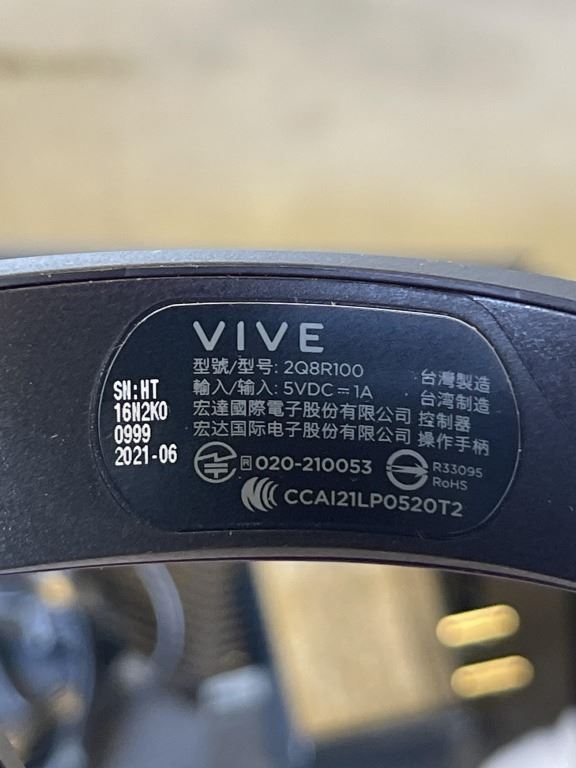 VIVE
型號/型号: 2Q8R100
輸入/输入: 5VDC⎓1A
宏達國際電子股份有限公司
宏达国际电子股份有限公司
台灣製造
台湾制造
控制器
操作手柄
SN:HT
16N2K0
0999
2021-06
R 020-210053
R33095
RoHS
CCAI21LP0520T2